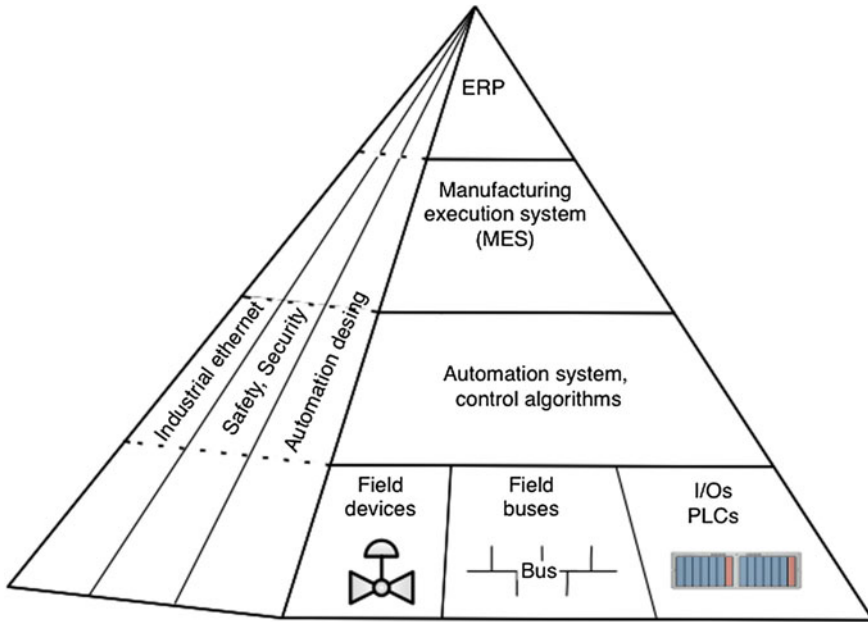 ERP
Manufacturing
execution system
(MES)
Industrial ethernet
Safety, Security
Automation desing
Automation system,
control algorithms
Field
devices
Field
buses
Bus
I/Os
PLCs